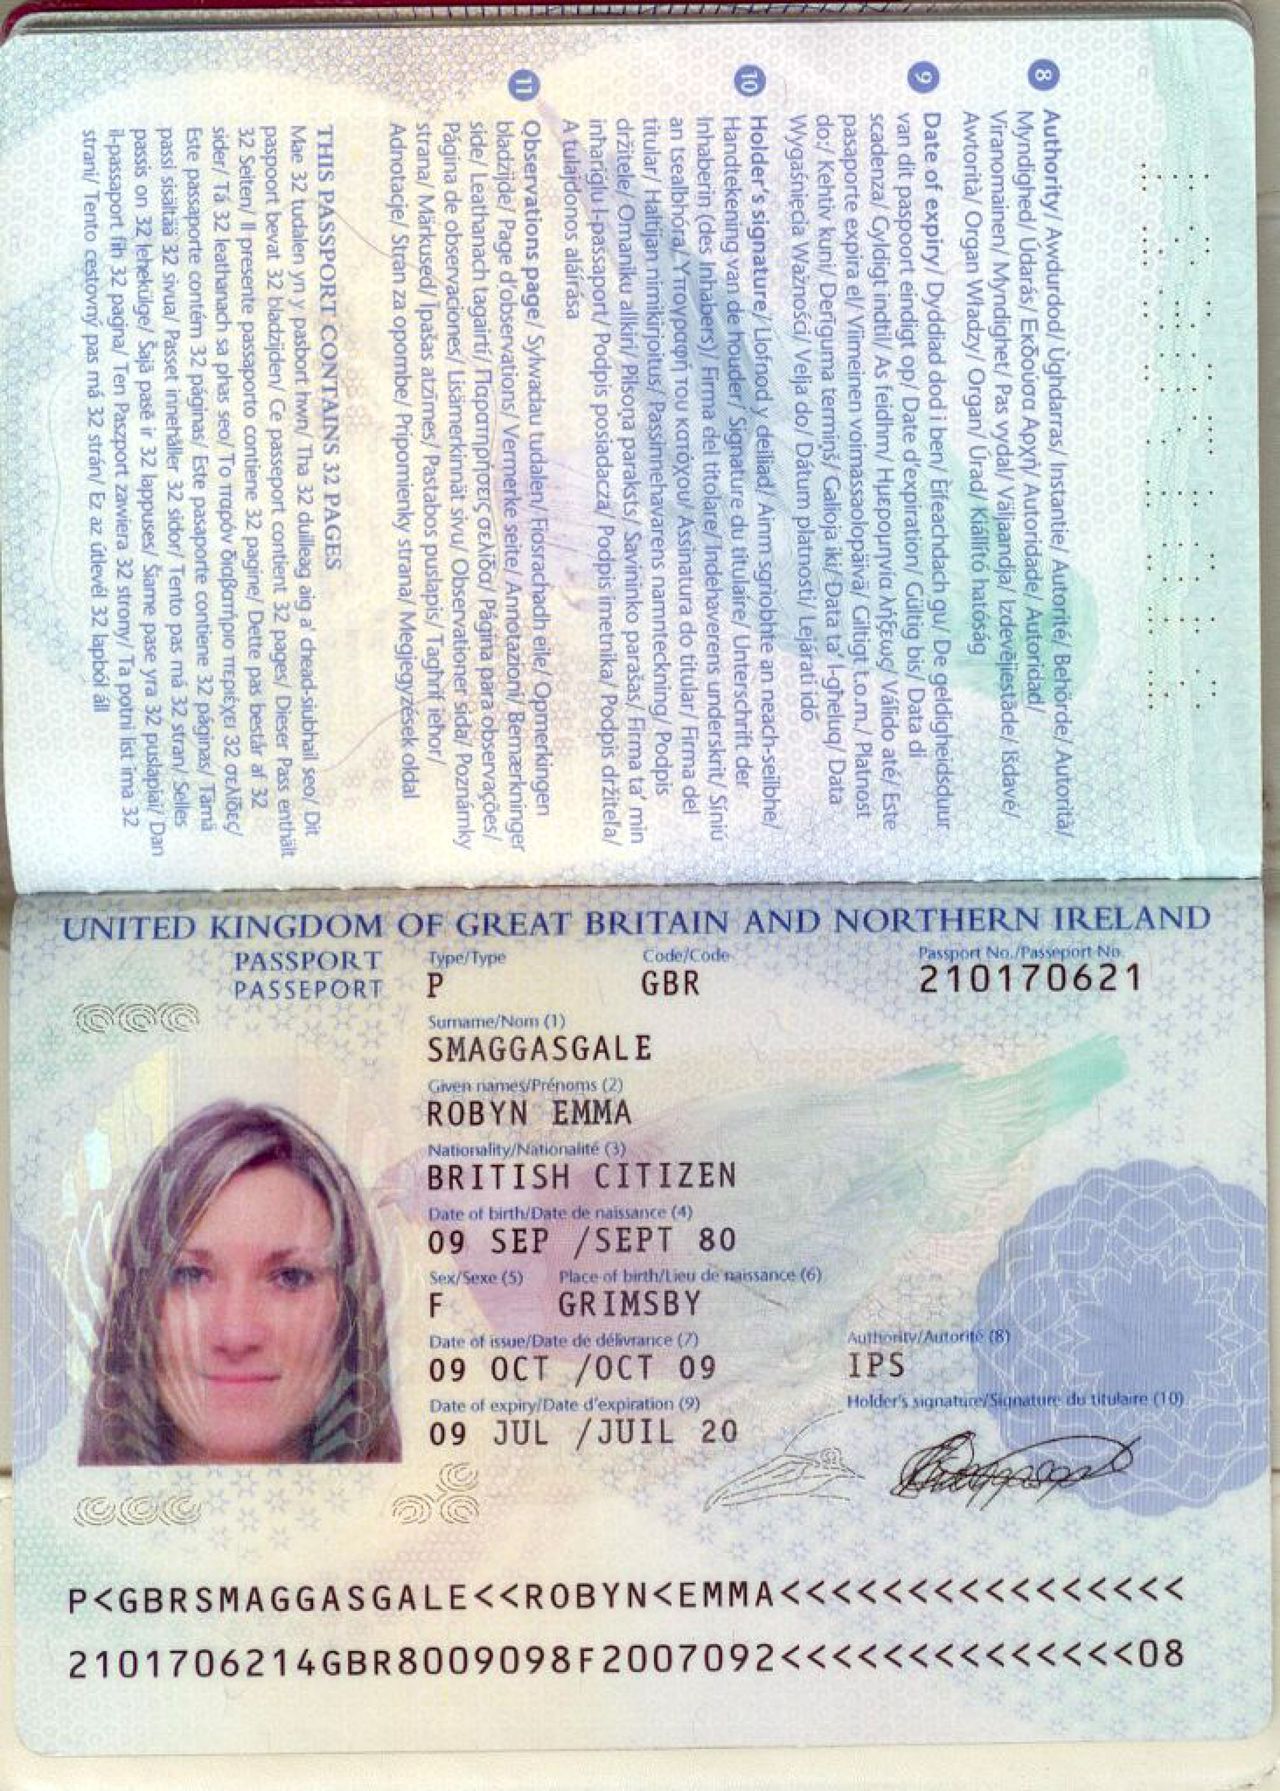 8 Authority/ Awdurdod/ Ùghdarras/ Instantie/ Autorité/ Behörde/ Autorità/
Myndighed/ Údarás/ Εκδούσα Αρχή/ Autoridade/ Autoridad/
Viranomainen/ Myndighet/ Pas vydal/ Väljaandja/ Izdevējiestāde/ Išdavė/
Awtorità/ Organ Władzy/ Organ/ Úrad/ Kiállító hatóság
9 Date of expiry/ Dyddiad dod i ben/ Eifeachdach gu/ De geldigheidsduur
van dit paspoort eindigt op/ Date d'expiration/ Gültig bis/ Data di
scadenza/ Gyldigt indtil/ As feidhm/ Ημερομηνία λήξεως/ Válido até/ Este
pasaporte expira el/ Viimeinen voimassaolopäivä/ Giltigt t.o.m./ Platnost
do:/ Kehtiv kuni/ Derīguma termiņš/ Galioja iki/ Data ta' l-għeluq/ Data
Wygaśnięcia Ważności/ Velja do/ Dátum platnosti/ Lejárati idő
10 Holder's signature/ Llofnod y deiliad/ Ainm sgrìobhte an neach-seilbhe/
Handtekening van de houder/ Signature du titulaire/ Unterschrift der
Inhaberin (des Inhabers)/ Firma del titolare/ Indehaverens underskrift/ Síniú
an tsealbhóra/ Υπογραφή του κατόχου/ Assinatura do titular/ Firma del
titular/ Haltijan nimikirjoitus/ Passinnehavarens namnteckning/ Podpis
držitele/ Omaniku allkiri/ Pilsoņa paraksts/ Savininko parašas/ Firma ta' min
inħariġlu l-passaport/ Podpis posiadacza/ Podpis imetnika/ Podpis držiteľa/
A tulajdonos aláírása
11 Observations page/ Sylwadau tudalen/ Fiosrachadh eile/ Opmerkingen
bladzijde/ Page d'observations/ Vermerke seite/ Annotazioni/ Bemærkninger
side/ Leathanach tagairtí/ Παρατηρήσεις σελίδα/ Página para observações/
Página de observaciones/ Lisämerkinnät sivu/ Observationer sida/ Poznámky
strana/ Märkused/ Īpašas atzīmes/ Pastabos puslapis/ Taghrif iehor/
Adnotacje/ Stran za opombe/ Pripomienky strana/ Megjegyzések oldal
THIS PASSPORT CONTAINS 32 PAGES
Mae 32 tudalen yn y pasbort hwn/ Tha 32 duilleag aig a' chead-siubhail seo/ Dit
paspoort bevat 32 bladzijden/ Ce passeport contient 32 pages/ Dieser Pass enthält
32 Seiten/ Il presente passaporto contiene 32 pagine/ Dette pas består af 32
sider/ Tá 32 leathanach sa phas seo/ Το παρόν διαβατήριο περιέχει 32 σελίδες/
Este passaporte contém 32 páginas/ Este pasaporte contiene 32 páginas/ Tämä
passi sisältää 32 sivua/ Passet innehåller 32 sidor/ Tento pas má 32 stran/ Selles
passis on 32 lehekülge/ Šajā pasē ir 32 lappuses/ Šiame pase yra 32 puslapiai/ Dan
il-passaport fih 32 paġna/ Ten Paszport zawiera 32 strony/ Ta potni list ima 32
strani/ Tento cestovný pas má 32 strán/ Ez az útlevél 32 lapból áll
UNITED KINGDOM OF GREAT BRITAIN AND NORTHERN IRELAND
PASSPORT
PASSEPORT
Type/Type Code/Code Passport No./Passeport No.
P GBR 210170621
Surname/Nom (1)
SMAGGASGALE
Given names/Prénoms (2)
ROBYN EMMA
Nationality/Nationalité (3)
BRITISH CITIZEN
Date of birth/Date de naissance (4)
09 SEP /SEPT 80
Sex/Sexe (5) Place of birth/Lieu de naissance (6)
F GRIMSBY
Date of issue/Date de délivrance (7) Authority/Autorité (8)
09 OCT /OCT 09 IPS
Date of expiry/Date d'expiration (9) Holder's signature/Signature du titulaire (10)
09 JUL /JUIL 20
P<GBRSMAGGASGALE<<ROBYN<EMMA<<<<<<<<<<<<<<<<
2101706214GBR8009098F2007092<<<<<<<<<<<<<<08